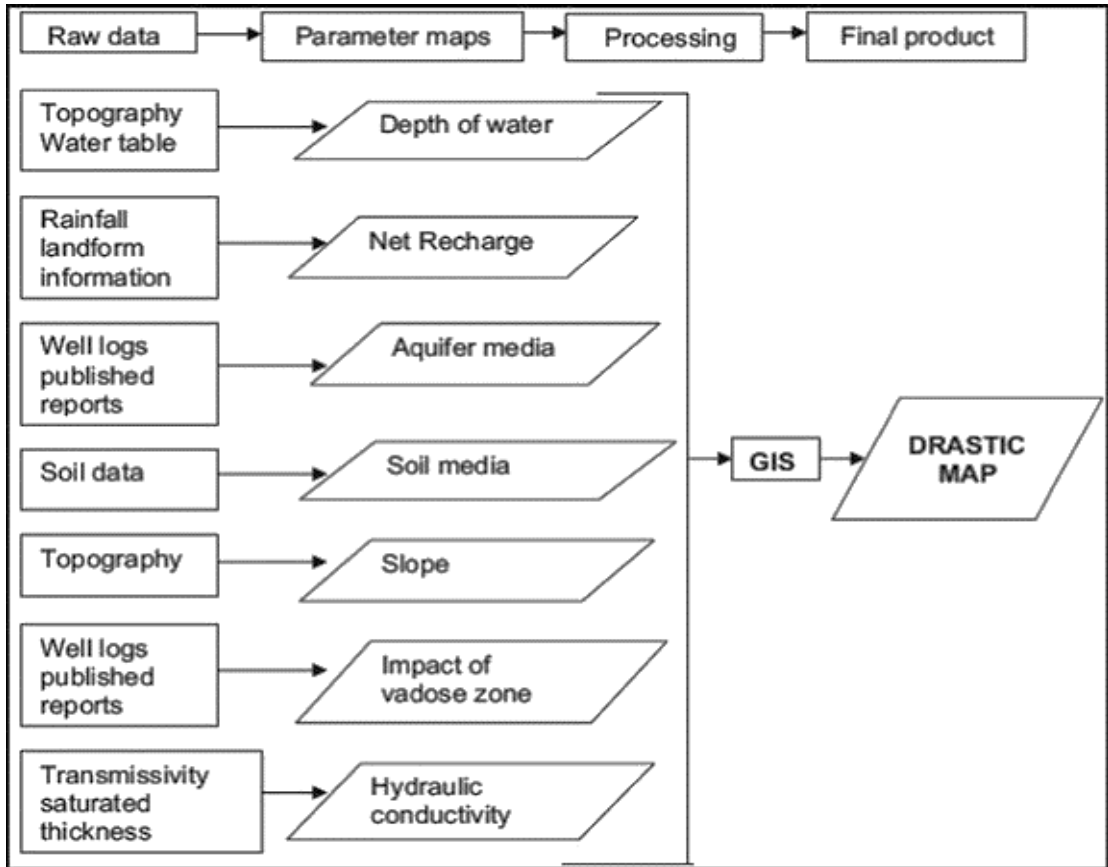 Raw data
Parameter maps
Processing
Final product
Topography
Water table
Depth of water
Rainfall
landform
information
Net Recharge
Well logs
published
reports
Aquifer media
Soil data
Soil media
Topography
Slope
Well logs
published
reports
Impact of
vadose zone
Transmissivity
saturated
thickness
Hydraulic
conductivity
GIS
DRASTIC
MAP